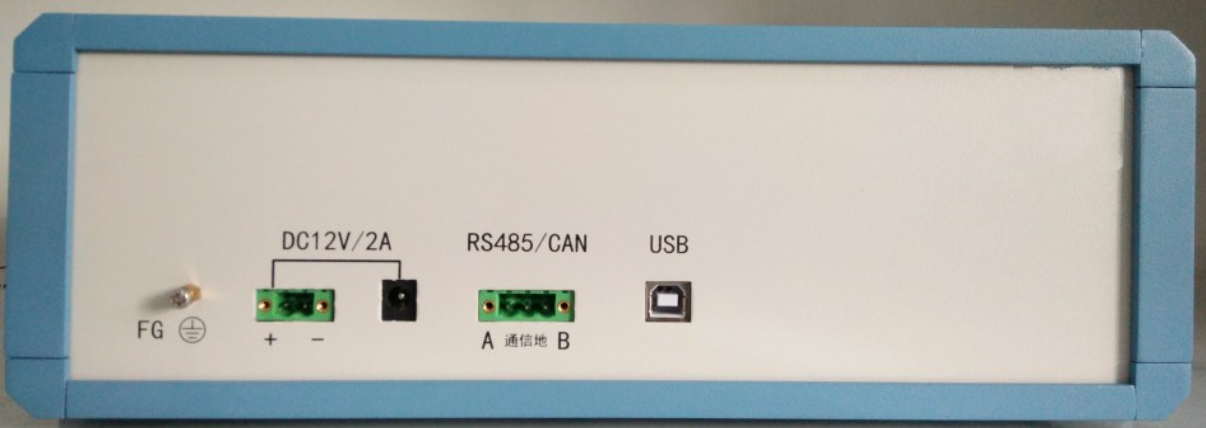 DC12V/2A
RS485/CAN
USB
FG
+ -
A 通信地 B